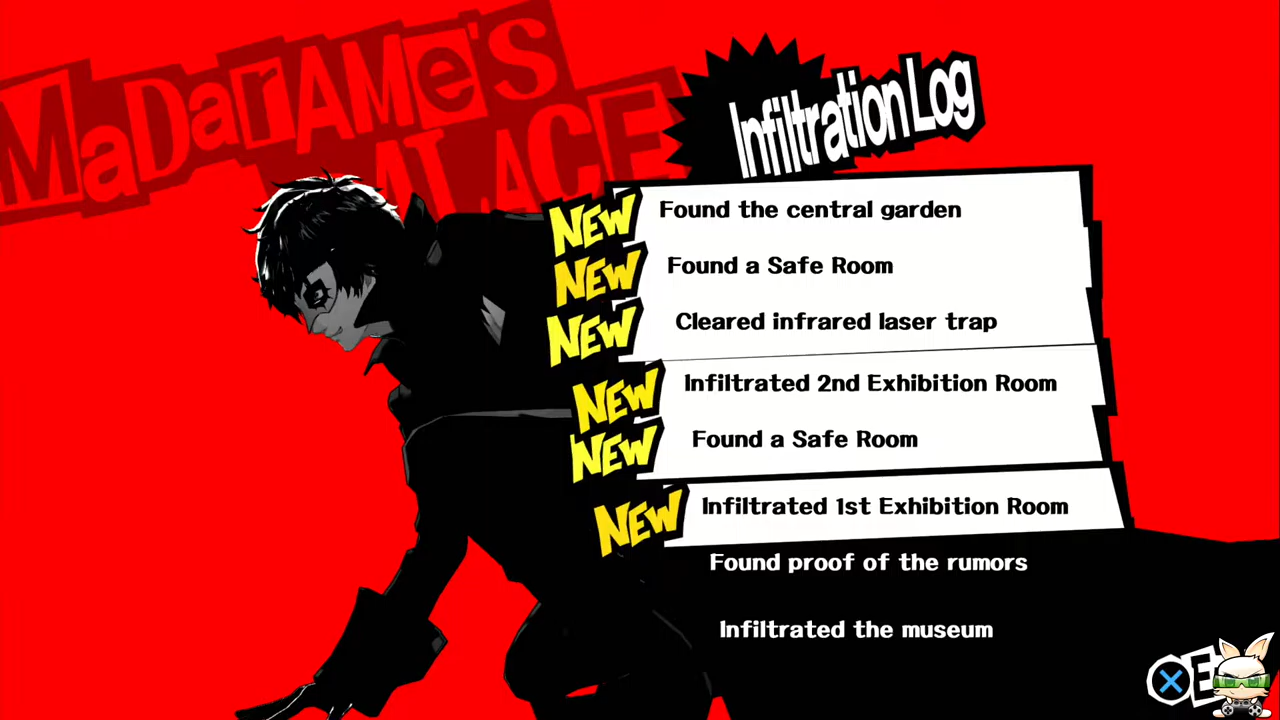 MaDarAMe's
PALACE
Infiltration Log
NEW Found the central garden
NEW Found a Safe Room
NEW Cleared infrared laser trap
NEW Infiltrated 2nd Exhibition Room
NEW Found a Safe Room
NEW Infiltrated 1st Exhibition Room
Found proof of the rumors
Infiltrated the museum